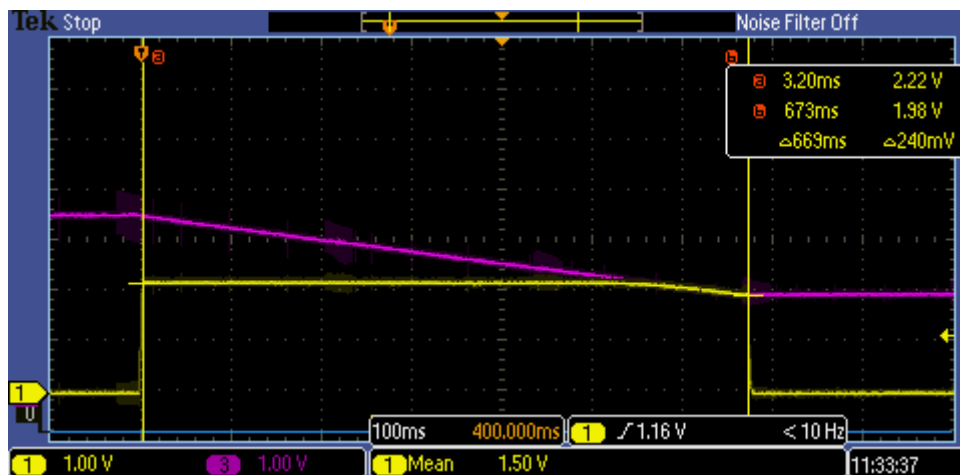 Tek Stop
Noise Filter Off
T a
b
a 3.20ms 2.22 V
b 673ms 1.98 V
△669ms △240mV
1
100ms 400.000ms
1 ʃ 1.16 V < 10 Hz
1 1.00 V 3 1.00 V 1 Mean 1.50 V 11:33:37